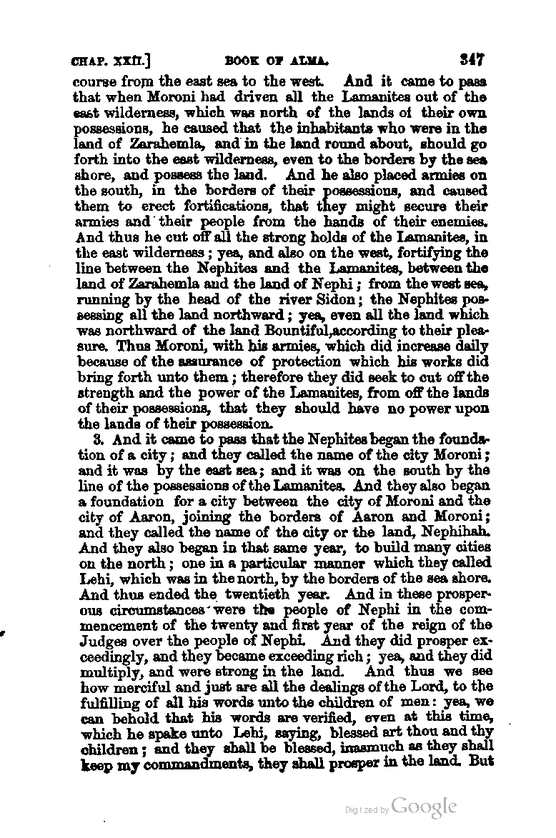 CHAP. XXII.] BOOK OF ALMA. 347
course from the east sea to the west. And it came to pass
that when Moroni had driven all the Lamanites out of the
east wilderness, which was north of the lands of their own
possessions, he caused that the inhabitants who were in the
land of Zarahemla, and in the land round about, should go
forth into the east wilderness, even to the borders by the sea
shore, and possess the land. And he also placed armies on
the south, in the borders of their possessions, and caused
them to erect fortifications, that they might secure their
armies and their people from the hands of their enemies.
And thus he cut off all the strong holds of the Lamanites, in
the east wilderness; yea, and also on the west, fortifying the
line between the Nephites and the Lamanites, between the
land of Zarahemla and the land of Nephi; from the west sea,
running by the head of the river Sidon; the Nephites pos-
sessing all the land northward; yea, even all the land which
was northward of the land Bountiful, according to their plea-
sure. Thus Moroni, with his armies, which did increase daily
because of the assurance of protection which his works did
bring forth unto them; therefore they did seek to cut off the
strength and the power of the Lamanites, from off the lands
of their possessions, that they should have no power upon
the lands of their possession.
3. And it came to pass that the Nephites began the founda-
tion of a city; and they called the name of the city Moroni;
and it was by the east sea; and it was on the south by the
line of the possessions of the Lamanites. And they also began
a foundation for a city between the city of Moroni and the
city of Aaron, joining the borders of Aaron and Moroni;
and they called the name of the city or the land, Nephihah.
And they also began in that same year, to build many cities
on the north; one in a particular manner which they called
Lehi, which was in the north, by the borders of the sea shore.
And thus ended the twentieth year. And in these prosper-
ous circumstances were the people of Nephi in the com-
mencement of the twenty and first year of the reign of the
Judges over the people of Nephi. And they did prosper ex-
ceedingly, and they became exceeding rich; yea, and they did
multiply, and were strong in the land. And thus we see
how merciful and just are all the dealings of the Lord, to the
fulfilling of all his words unto the children of men: yea, we
can behold that his words are verified, even at this time,
which he spake unto Lehi, saying, blessed art thou and thy
children; and they shall be blessed, inasmuch as they shall
keep my commandments, they shall prosper in the land. But
Digitized by Google